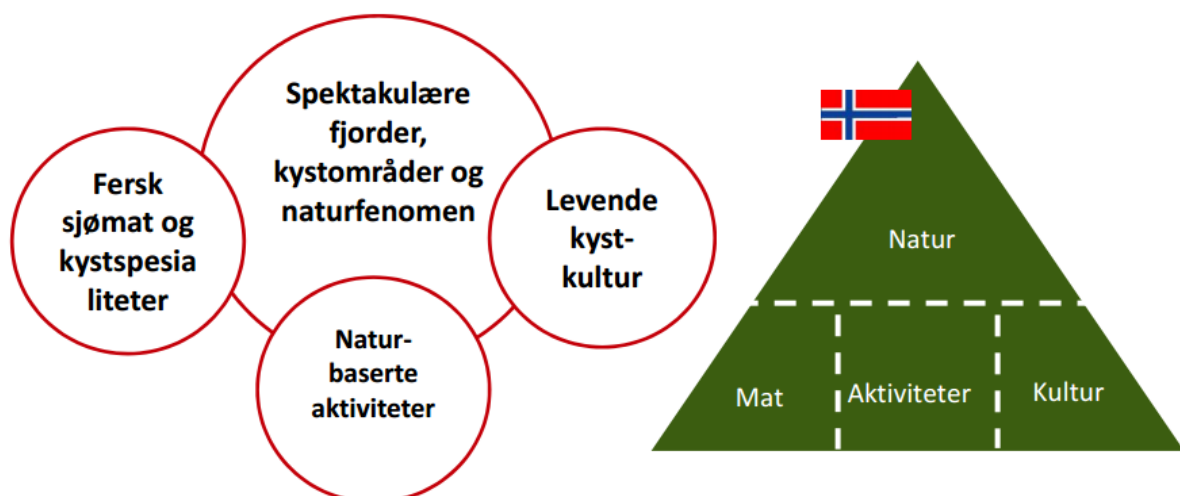 Spektakulære
fjorder,
kystområder og
naturfenomen
Fersk
sjømat og
kystspesia
liteter
Levende
kyst-
kultur
Natur-
baserte
aktiviteter
Natur
Mat
Aktiviteter
Kultur